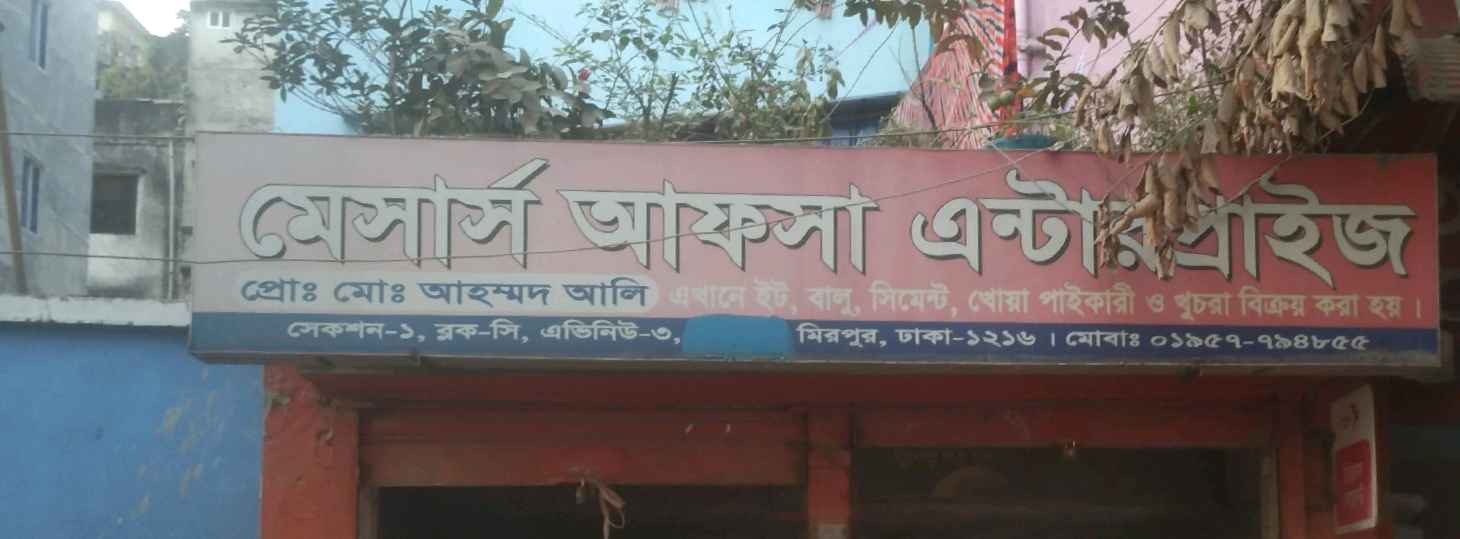 মেসার্স আফসা এন্টারপ্রাইজ
প্রোঃ মোঃ আহম্মদ আলি এখানে ইট, বালু, সিমেন্ট, খোয়া পাইকারী ও খুচরা বিক্রয় করা হয়।
সেকশন-১, ব্লক-সি, এভিনিউ-৩, মিরপুর, ঢাকা-১২১৬। মোবাঃ ০১৯৫৭-৭৯৪৮৫৫